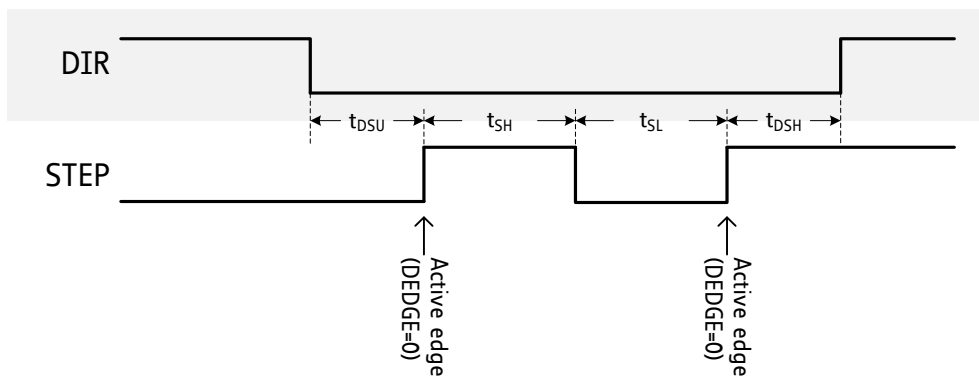 DIR
tDSU tSH tSL tDSH
STEP
Active edge
(DEDGE=0)
Active edge
(DEDGE=0)